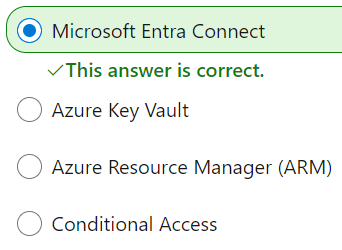 Microsoft Entra Connect
This answer is correct.
Azure Key Vault
Azure Resource Manager (ARM)
Conditional Access